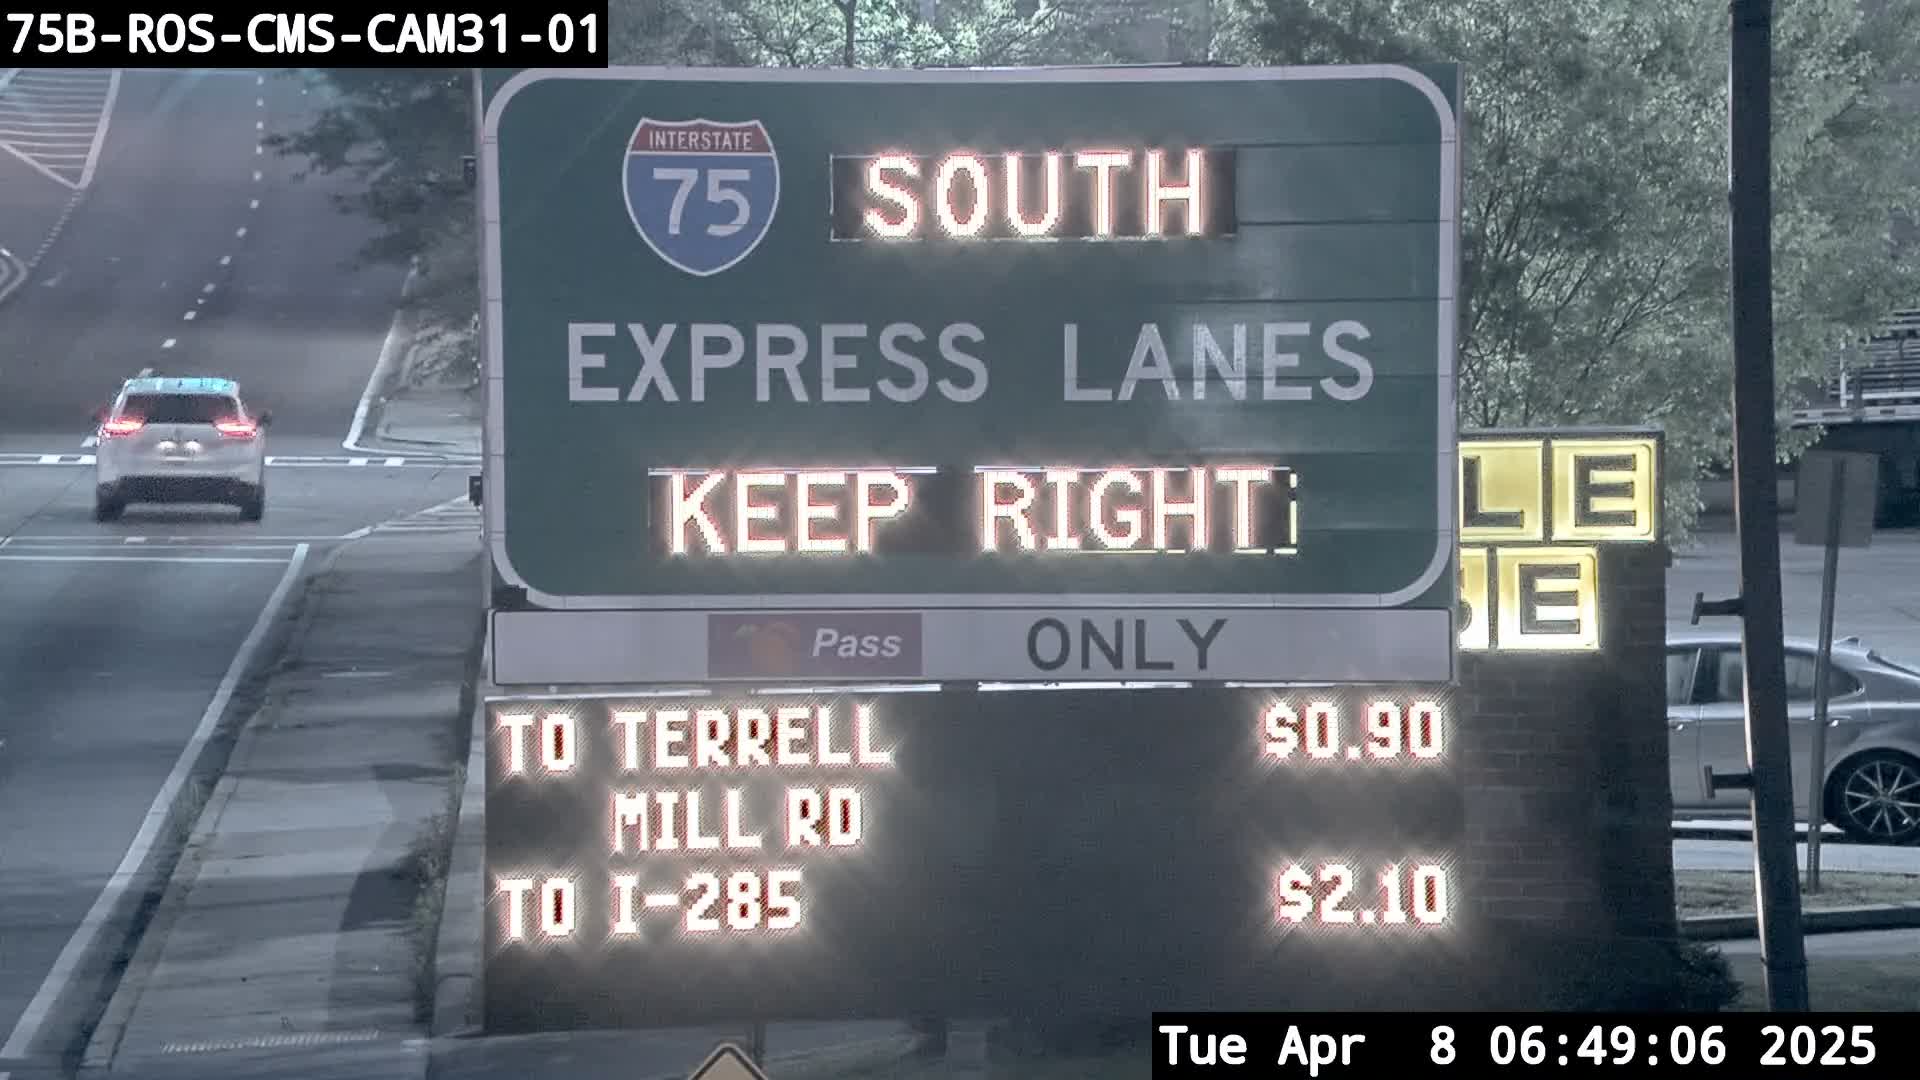 75B-ROS-CMS-CAM31-01
INTERSTATE
75
SOUTH
EXPRESS LANES
KEEP RIGHT
Pass ONLY
TO TERRELL $0.90
MILL RD
TO I-285 $2.10
LE
E
Tue Apr 8 06:49:06 2025